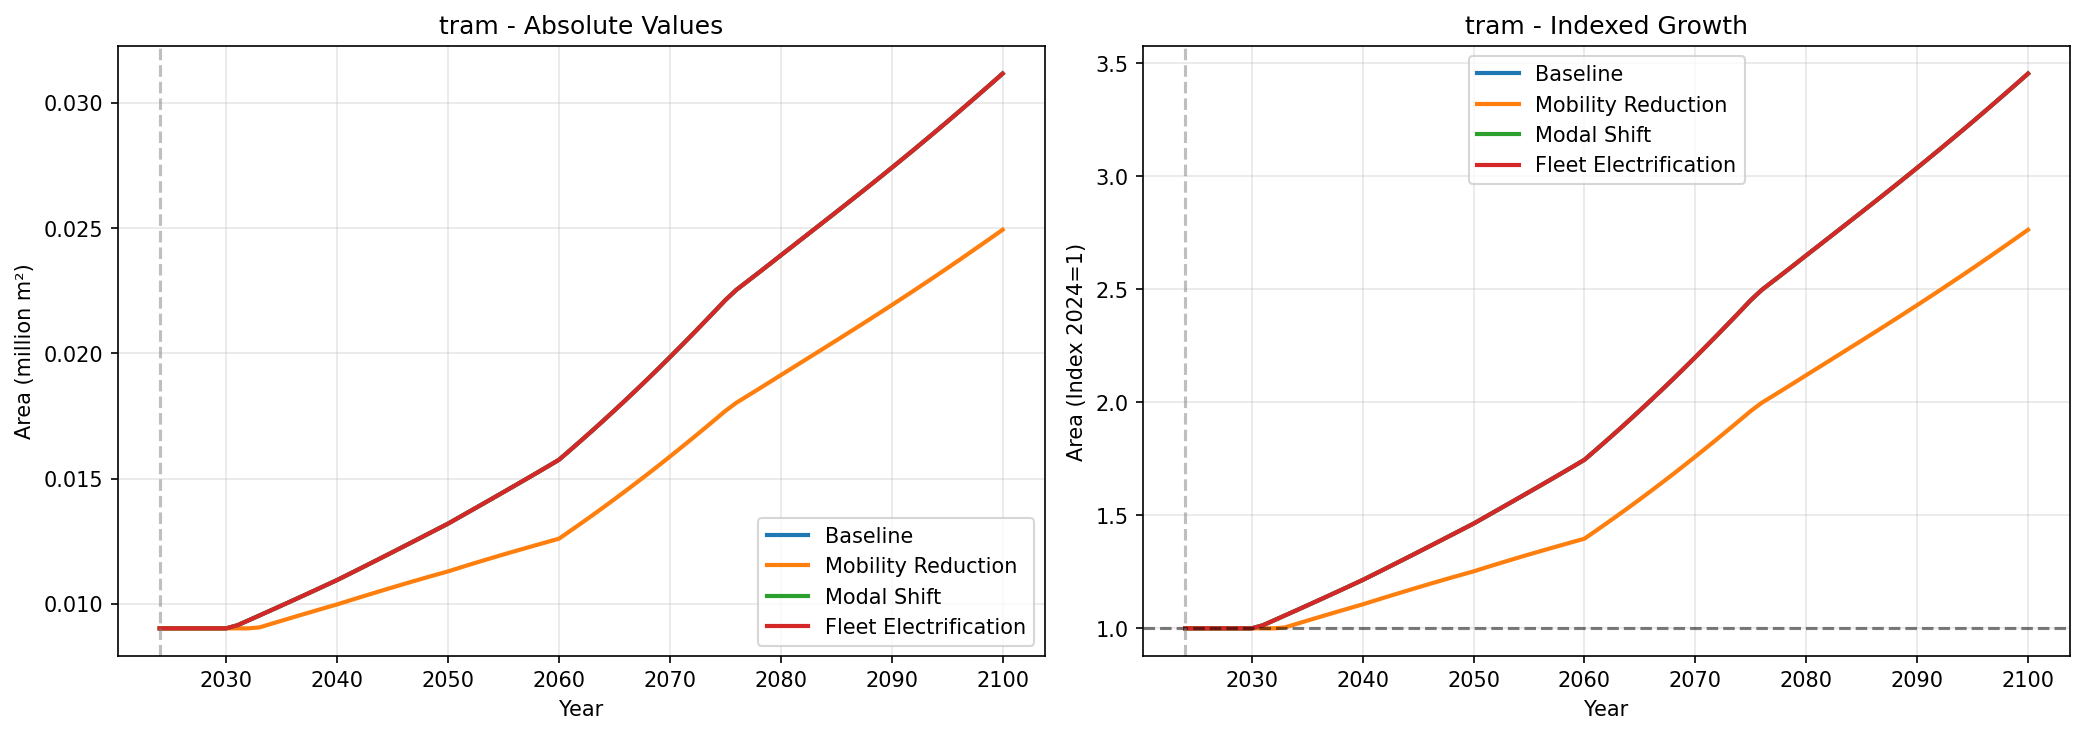 tram - Absolute Values
Area (million m²)
0.030
0.025
0.020
0.015
0.010
Baseline
Mobility Reduction
Modal Shift
Fleet Electrification
2030 2040 2050 2060 2070 2080 2090 2100
Year
tram - Indexed Growth
Area (Index 2024=1)
3.5
3.0
2.5
2.0
1.5
1.0
Baseline
Mobility Reduction
Modal Shift
Fleet Electrification
2030 2040 2050 2060 2070 2080 2090 2100
Year